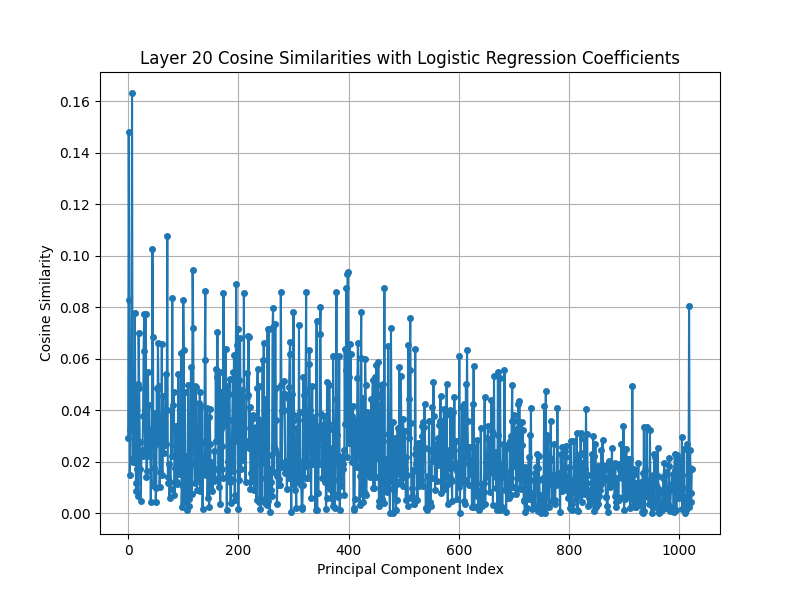 Layer 20 Cosine Similarities with Logistic Regression Coefficients
Cosine Similarity
0.16
0.14
0.12
0.10
0.08
0.06
0.04
0.02
0.00
0 200 400 600 800 1000
Principal Component Index